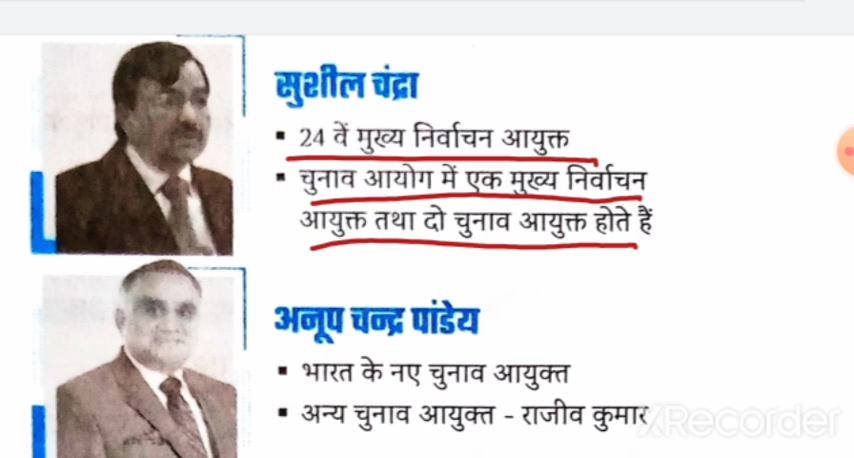 सुशील चंद्रा
▪ 24 वें मुख्य निर्वाचन आयुक्त
▪ चुनाव आयोग में एक मुख्य निर्वाचन
आयुक्त तथा दो चुनाव आयुक्त होते हैं
अनूप चन्द्र पांडेय
▪ भारत के नए चुनाव आयुक्त
▪ अन्य चुनाव आयुक्त - राजीव कुमार
XRecorder